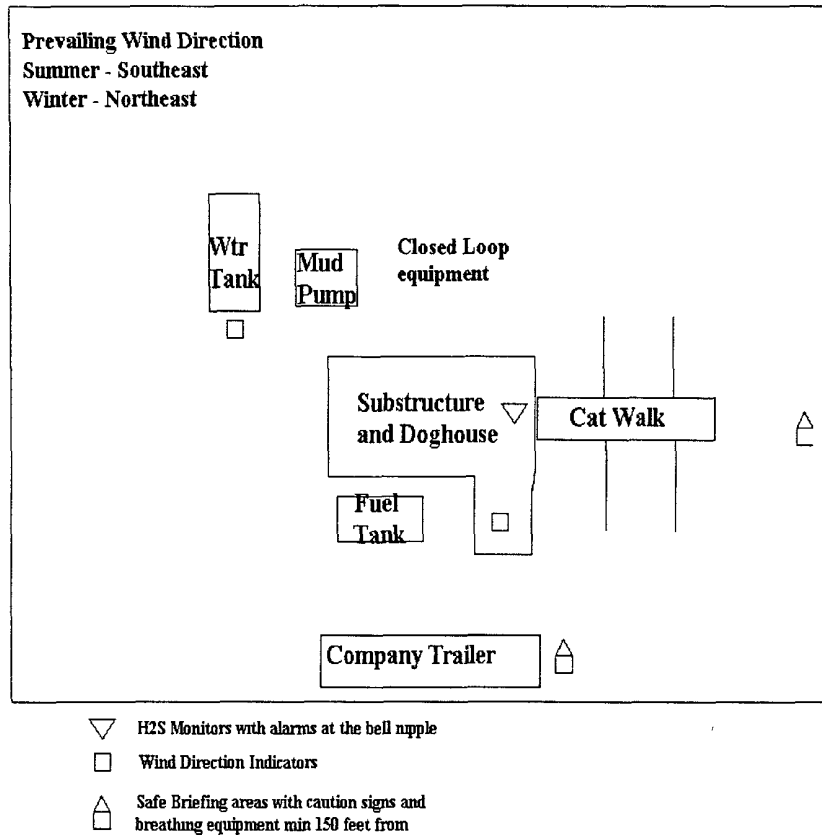 Prevailing Wind Direction
Summer - Southeast
Winter - Northeast
Wtr
Tank
Mud
Pump
Closed Loop
equipment
Substructure
and Doghouse
Cat Walk
Fuel
Tank
Company Trailer
H2S Monitors with alarms at the bell nipple
Wind Direction Indicators
Safe Briefing areas with caution signs and
breathing equipment min 150 feet from